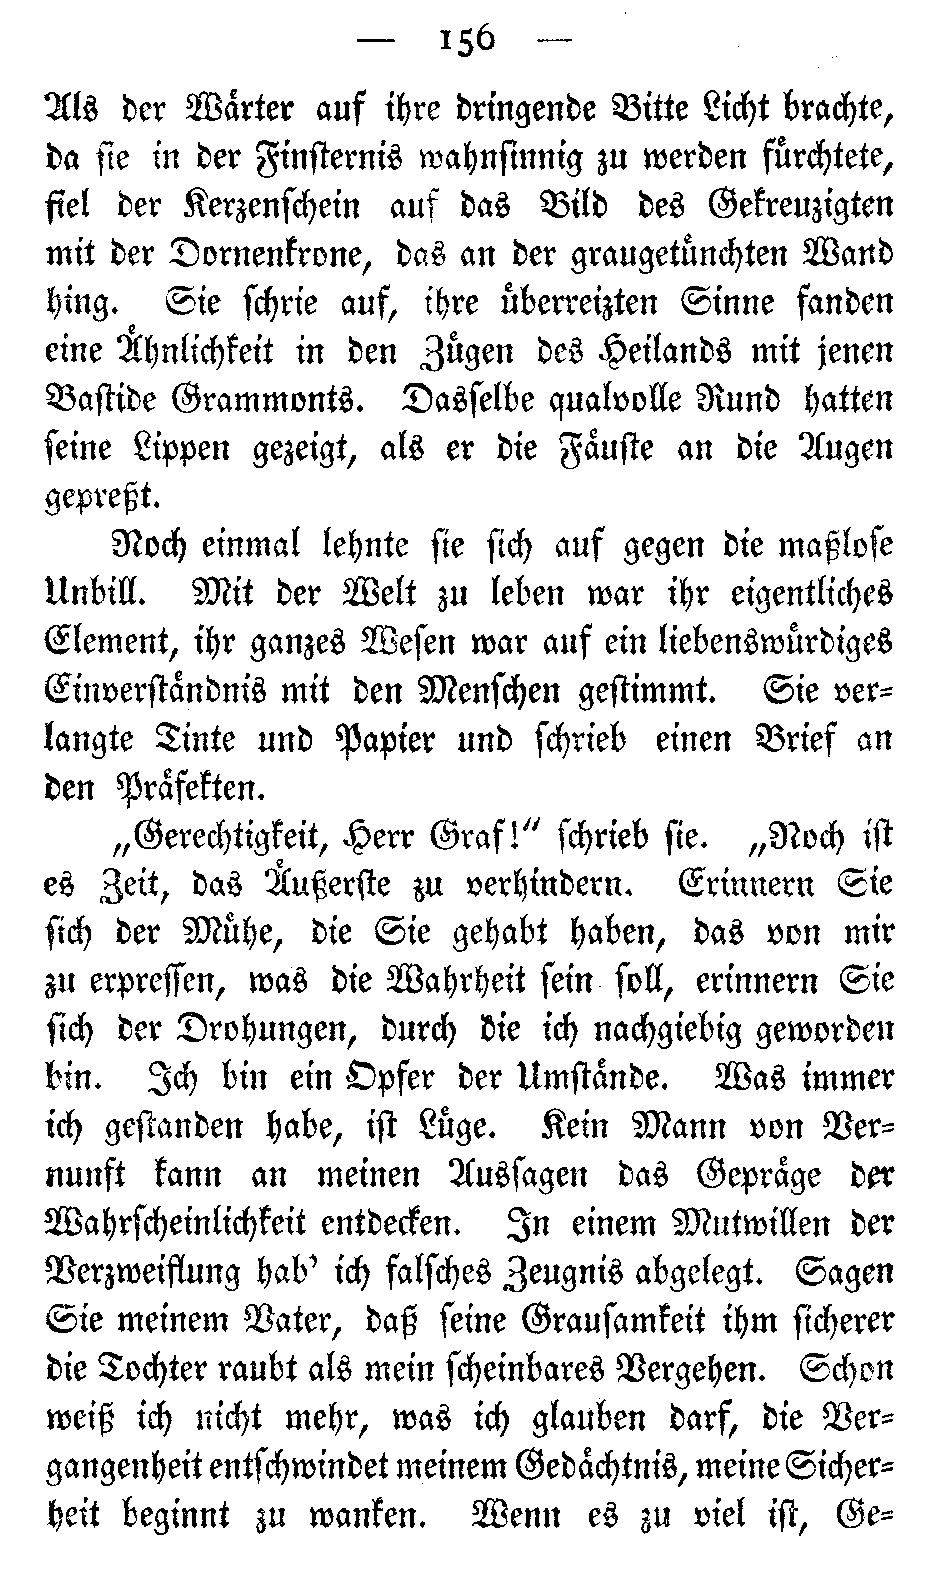 — 156 —
Als der Wärter auf ihre dringende Bitte Licht brachte,
da sie in der Finsternis wahnsinnig zu werden fürchtete,
fiel der Kerzenschein auf das Bild des Gekreuzigten
mit der Dornenkrone, das an der graugetünchten Wand
hing. Sie schrie auf, ihre überreizten Sinne fanden
eine Ähnlichkeit in den Zügen des Heilands mit jenen
Bastide Grammonts. Dasselbe qualvolle Rund hatten
seine Lippen gezeigt, als er die Fäuste an die Augen
gepreßt.
Noch einmal lehnte sie sich auf gegen die maßlose
Unbill. Mit der Welt zu leben war ihr eigentliches
Element, ihr ganzes Wesen war auf ein liebenswürdiges
Einverständnis mit den Menschen gestimmt. Sie ver-
langte Tinte und Papier und schrieb einen Brief an
den Präfekten.
„Gerechtigkeit, Herr Graf!“ schrieb sie. „Noch ist
es Zeit, das Äußerste zu verhindern. Erinnern Sie
sich der Mühe, die Sie gehabt haben, das von mir
zu erpressen, was die Wahrheit sein soll, erinnern Sie
sich der Drohungen, durch die ich nachgiebig geworden
bin. Ich bin ein Opfer der Umstände. Was immer
ich gestanden habe, ist Lüge. Kein Mann von Ver-
nunft kann an meinen Aussagen das Gepräge der
Wahrscheinlichkeit entdecken. In einem Mutwillen der
Verzweiflung hab’ ich falsches Zeugnis abgelegt. Sagen
Sie meinem Vater, daß seine Grausamkeit ihm sicherer
die Tochter raubt als mein scheinbares Vergehen. Schon
weiß ich nicht mehr, was ich glauben darf, die Ver-
gangenheit entschwindet meinem Gedächtnis, meine Sicher-
heit beginnt zu wanken. Wenn es zu viel ist, Ge-